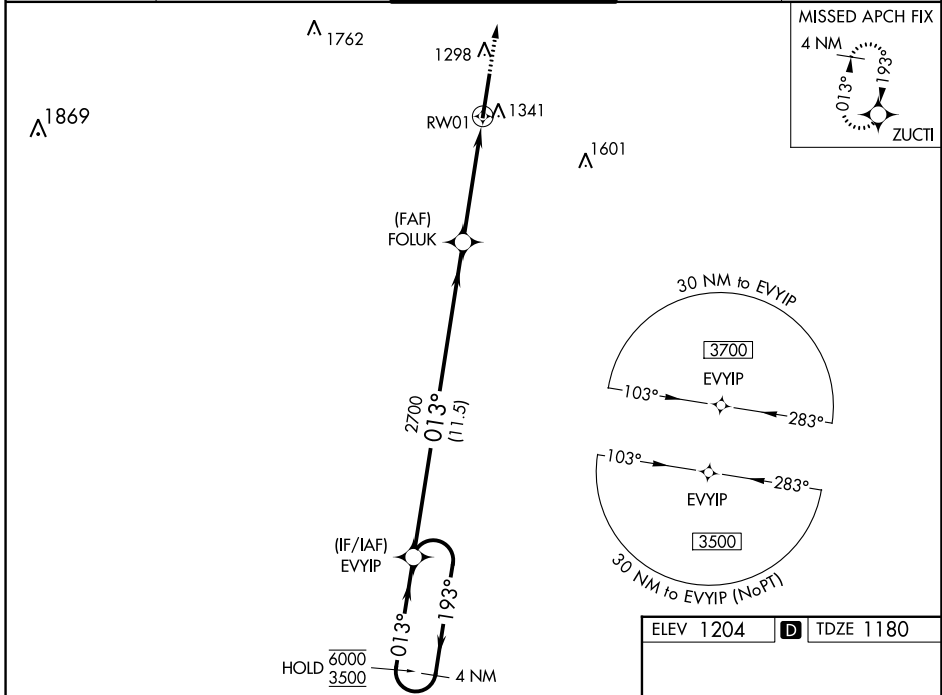 1762
1298
1341
RW01
1869
1601
MISSED APCH FIX
4 NM
013°
193°
ZUCTI
(FAF)
FOLUK
2700
013°
(11.5)
(IF/IAF)
EVYIP
013°
193°
HOLD 6000
3500
4 NM
30 NM to EVYIP
3700
EVYIP
103°
283°
103°
283°
EVYIP
3500
30 NM to EVYIP (NoPT)
ELEV 1204 D TDZE 1180